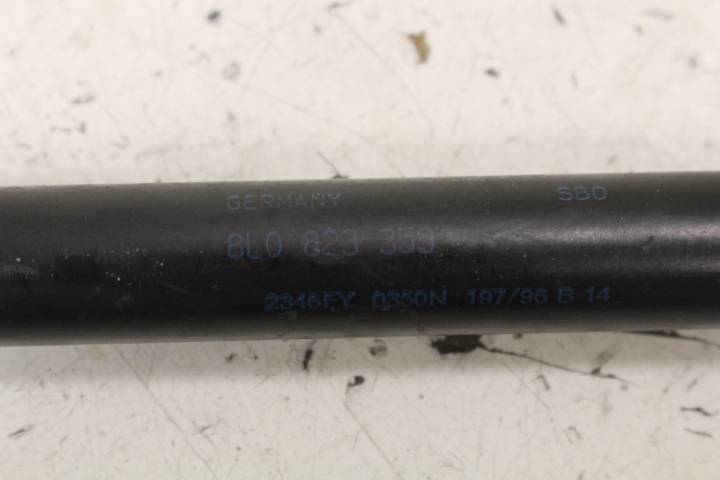 GERMANY SBO
8L0 823 359
2346FY 0350N 197/96 B 14